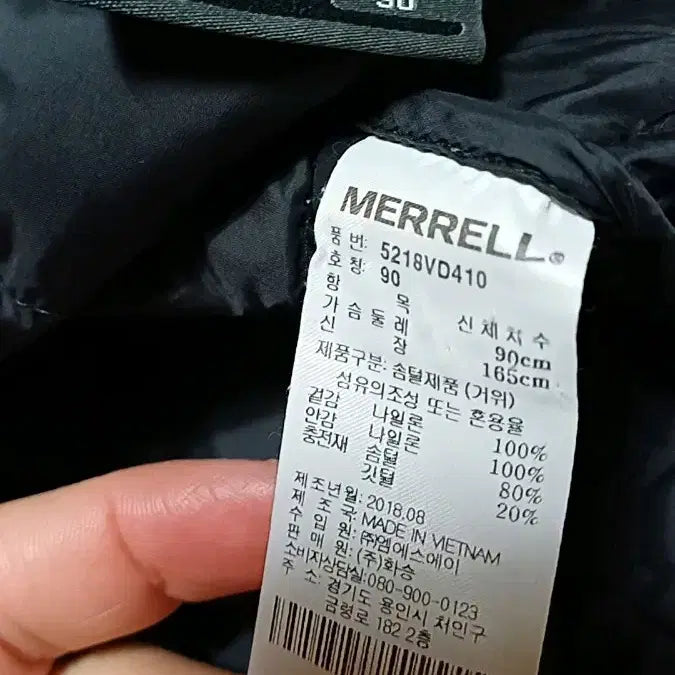 90
MERRELL®
품 번: 5218VD410
호 칭: 90
항 목 신체치수
가슴둘레 90cm
신 장 165cm
제품구분: 솜털제품 (거위)
섬유의조성 또는 혼용율
겉감 나일론 100%
안감 나일론 100%
충전재 솜털 80%
깃털 20%
제조년월: 2018.08
제 조 국: MADE IN VIETNAM
수 입 원: ㈜엠에스에이
판 매 원: (주)화승
소비자상담실:080-900-0123
주 소: 경기도 용인시 처인구
금령로 182 2층